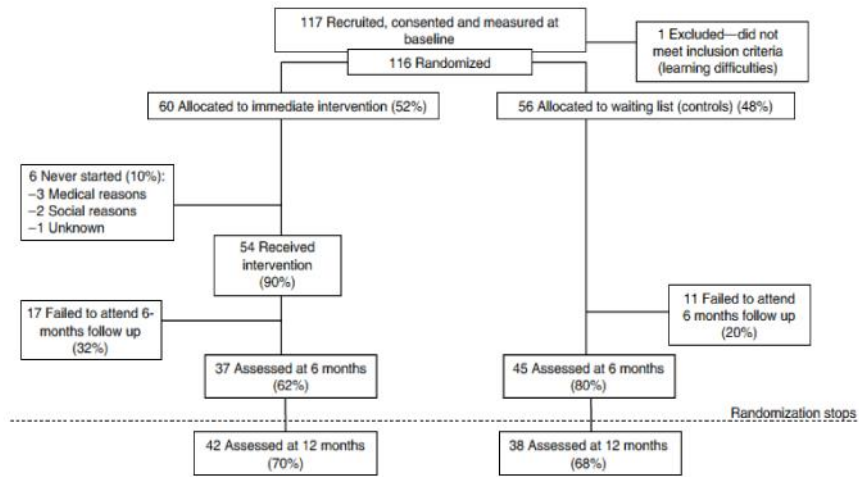 117 Recruited, consented and measured at
baseline
1 Excluded—did not
meet inclusion criteria
(learning difficulties)
116 Randomized
60 Allocated to immediate intervention (52%)
56 Allocated to waiting list (controls) (48%)
6 Never started (10%):
–3 Medical reasons
–2 Social reasons
–1 Unknown
54 Received
intervention
(90%)
17 Failed to attend 6-
months follow up
(32%)
11 Failed to attend
6 months follow up
(20%)
37 Assessed at 6 months
(62%)
45 Assessed at 6 months
(80%)
Randomization stops
42 Assessed at 12 months
(70%)
38 Assessed at 12 months
(68%)